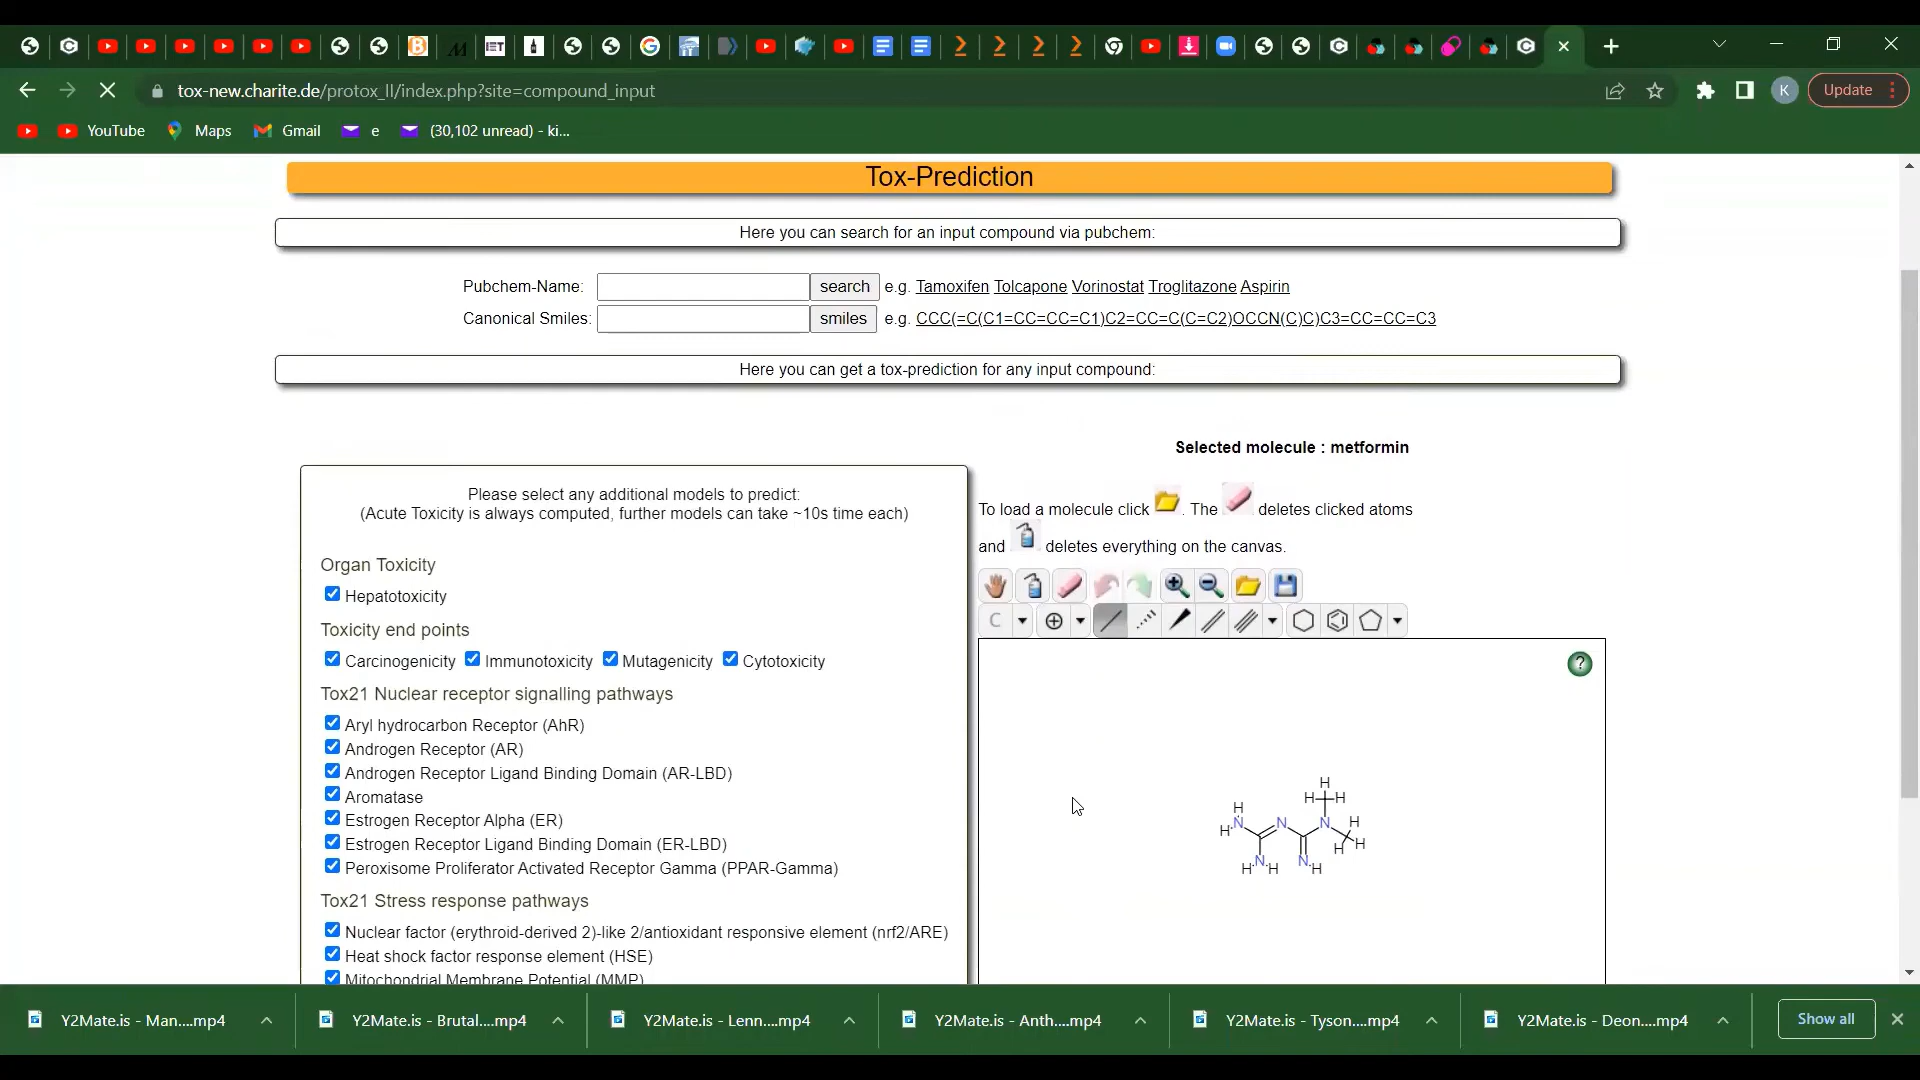 tox-new.charite.de/protox_II/index.php?site=compound_input
K
Update
YouTube
Maps
Gmail
e
(30,102 unread) - ki...
Tox-Prediction
Here you can search for an input compound via pubchem:
Pubchem-Name: search e.g. Tamoxifen Tolcapone Vorinostat Troglitazone Aspirin
Canonical Smiles: smiles e.g. CCC(=C(C1=CC=CC=C1)C2=CC=C(C=C2)OCCN(C)C)C3=CC=CC=C3
Here you can get a tox-prediction for any input compound:
Selected molecule : metformin
Please select any additional models to predict:
(Acute Toxicity is always computed, further models can take ~10s time each)
To load a molecule click . The deletes clicked atoms
and deletes everything on the canvas.
Organ Toxicity
Hepatotoxicity
Toxicity end points
Carcinogenicity Immunotoxicity Mutagenicity Cytotoxicity
Tox21 Nuclear receptor signalling pathways
Aryl hydrocarbon Receptor (AhR)
Androgen Receptor (AR)
Androgen Receptor Ligand Binding Domain (AR-LBD)
Aromatase
Estrogen Receptor Alpha (ER)
Estrogen Receptor Ligand Binding Domain (ER-LBD)
Peroxisome Proliferator Activated Receptor Gamma (PPAR-Gamma)
Tox21 Stress response pathways
Nuclear factor (erythroid-derived 2)-like 2/antioxidant responsive element (nrf2/ARE)
Heat shock factor response element (HSE)
Mitochondrial Membrane Potential (MMP)
C
?
H
H H
H N N N H
H H
H N H N H
Y2Mate.is - Man....mp4
Y2Mate.is - Brutal....mp4
Y2Mate.is - Lenn....mp4
Y2Mate.is - Anth....mp4
Y2Mate.is - Tyson....mp4
Y2Mate.is - Deon....mp4
Show all